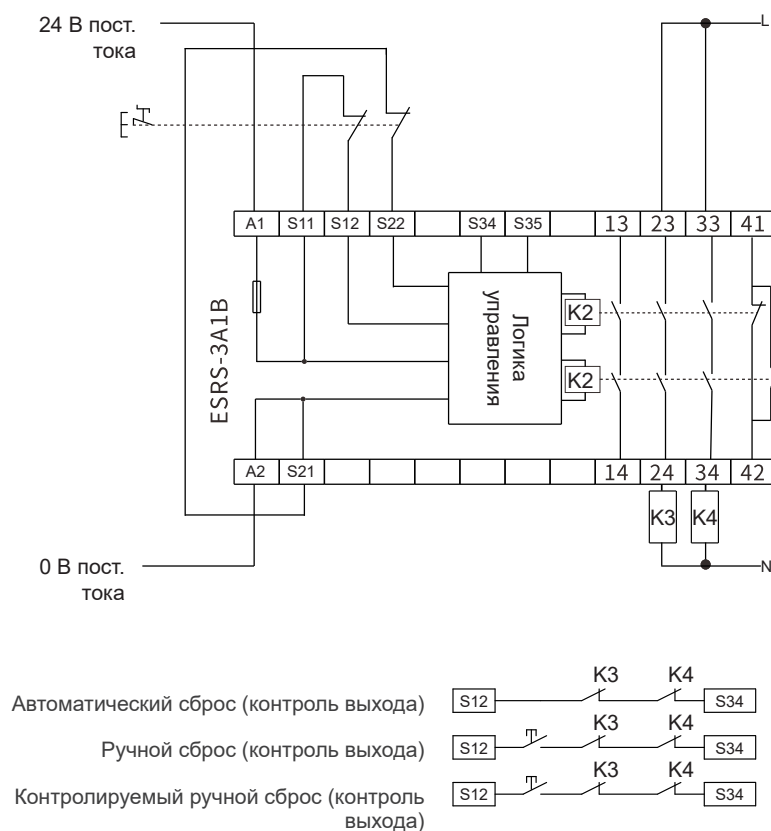 24 В пост.
тока
L
A1 S11 S12 S22 S34 S35 13 23 33 41
ESRS-3A1B
Логика
управления
K2
K2
A2 S21 14 24 34 42
K3 K4
0 В пост.
тока
N
K3 K4
Автоматический сброс (контроль выхода) S12 S34
K3 K4
Ручной сброс (контроль выхода) S12 S34
K3 K4
Контролируемый ручной сброс (контроль S12 S34
выхода)